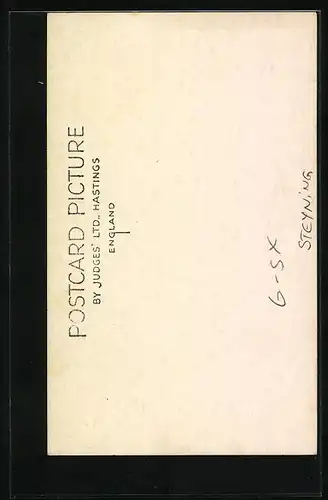 POSTCARD PICTURE
BY JUDGES' LTD., HASTINGS
ENGLAND
G-SX
STEYNING